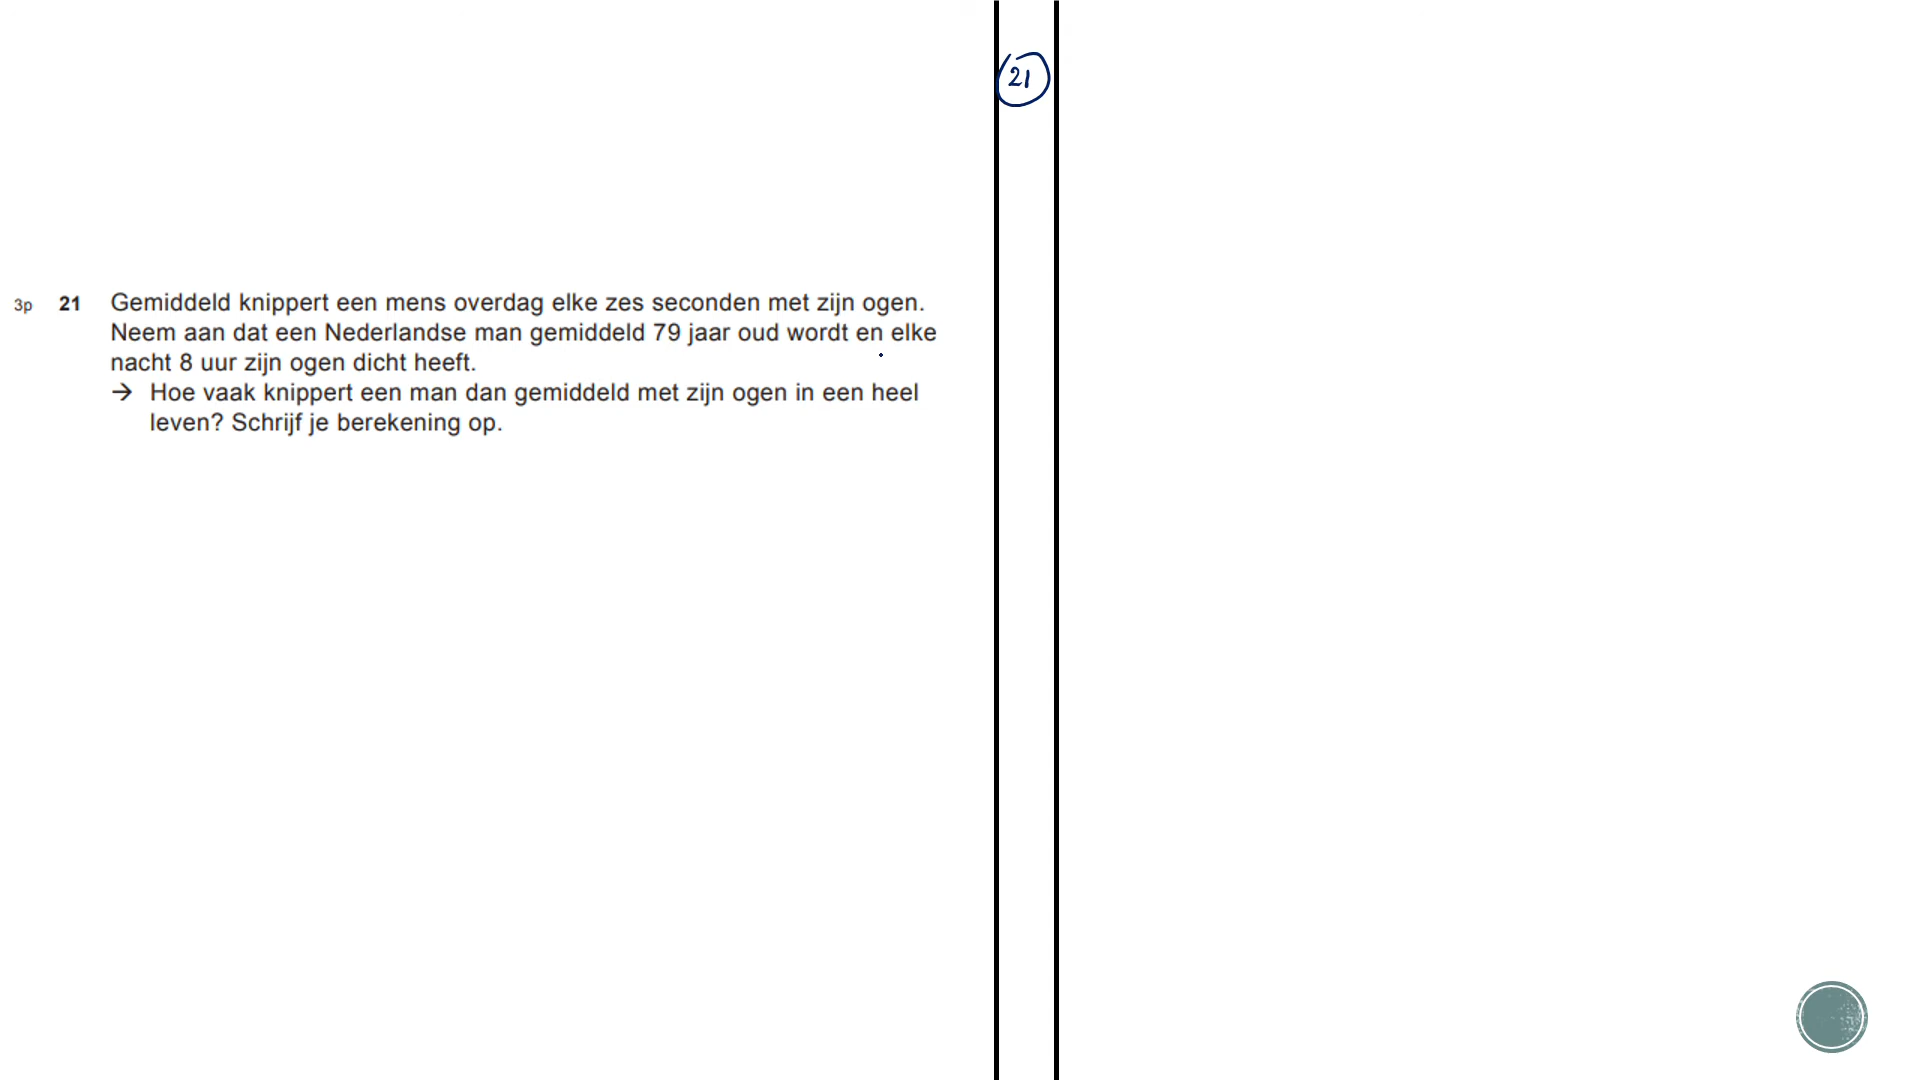 21
3p 21 Gemiddeld knippert een mens overdag elke zes seconden met zijn ogen.
Neem aan dat een Nederlandse man gemiddeld 79 jaar oud wordt en elke
nacht 8 uur zijn ogen dicht heeft.
→ Hoe vaak knippert een man dan gemiddeld met zijn ogen in een heel
leven? Schrijf je berekening op.